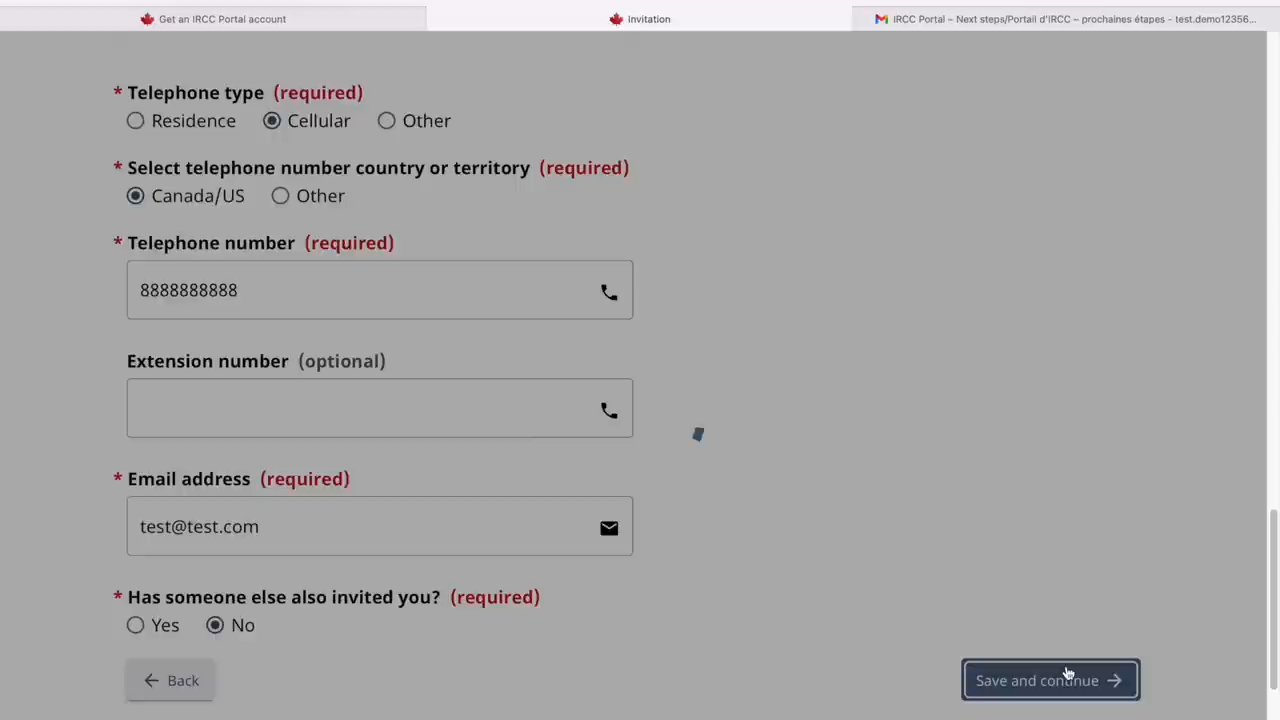 Get an IRCC Portal account
Invitation
IRCC Portal – Next steps/Portail d'IRCC – prochaines étapes - test.demo12356...
* Telephone type (required)
Residence Cellular Other
* Select telephone number country or territory (required)
Canada/US Other
* Telephone number (required)
8888888888
Extension number (optional)
* Email address (required)
test@test.com
* Has someone else also invited you? (required)
Yes No
Back
Save and continue